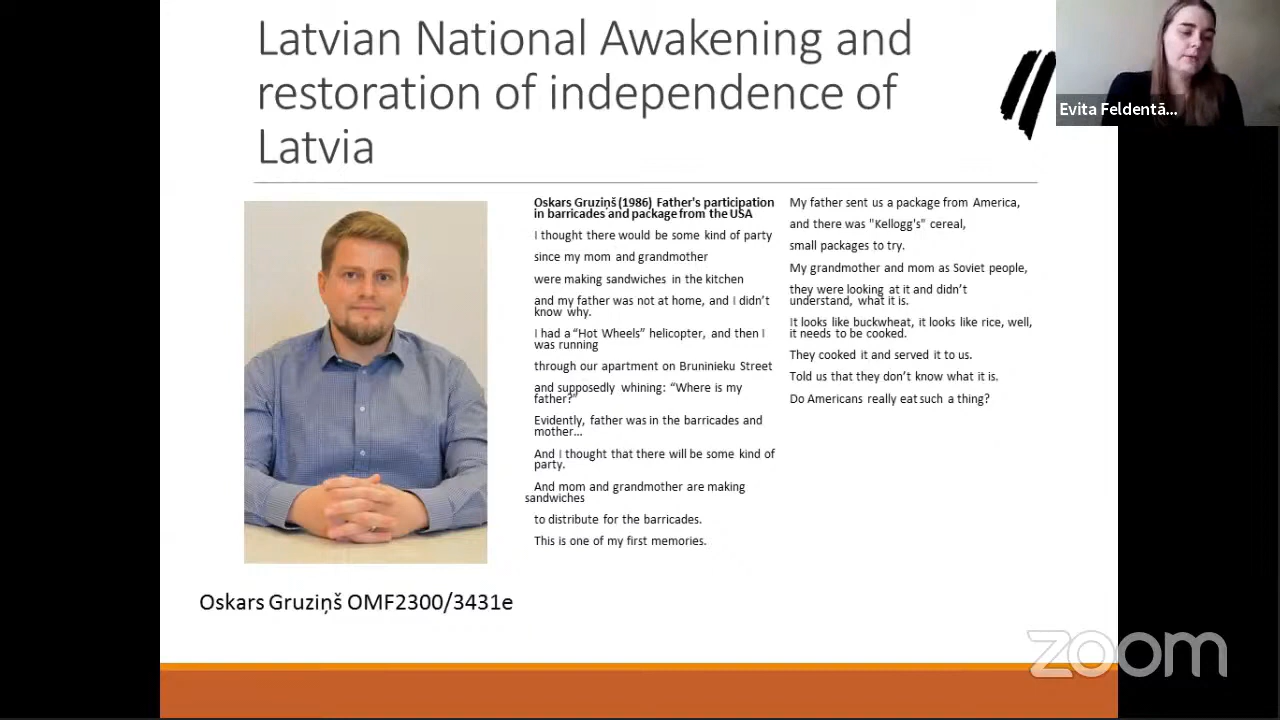 Latvian National Awakening and
restoration of independence of
Latvia
Evita Feldentā...
Oskars Gruziņš (1986) Father's participation
in barricades and package from the USA
I thought there would be some kind of party
since my mom and grandmother
were making sandwiches in the kitchen
and my father was not at home, and I didn't
know why.
I had a “Hot Wheels” helicopter, and then I
was running
through our apartment on Bruninieku Street
and supposedly whining: “Where is my
father?”
Evidently, father was in the barricades and
mother...
And I thought that there will be some kind of
party.
And mom and grandmother are making
sandwiches
to distribute for the barricades.
This is one of my first memories.
My father sent us a package from America,
and there was "Kellogg's" cereal,
small packages to try.
My grandmother and mom as Soviet people,
they were looking at it and didn't
understand, what it is.
It looks like buckwheat, it looks like rice, well,
it needs to be cooked.
They cooked it and served it to us.
Told us that they don't know what it is.
Do Americans really eat such a thing?
Oskars Gruziņš OMF2300/3431e
zoom